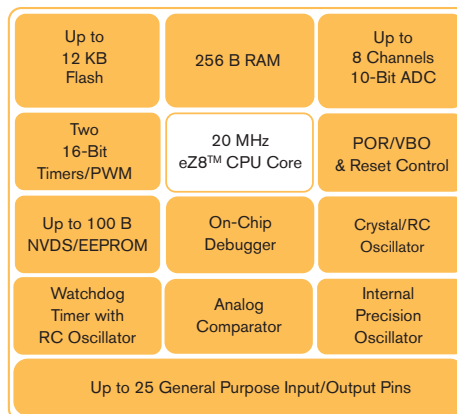 Up to
12 KB
Flash
256 B RAM
Up to
8 Channels
10-Bit ADC
Two
16-Bit
Timers/PWM
20 MHz
eZ8™ CPU Core
POR/VBO
& Reset Control
Up to 100 B
NVDS/EEPROM
On-Chip
Debugger
Crystal/RC
Oscillator
Watchdog
Timer with
RC Oscillator
Analog
Comparator
Internal
Precision
Oscillator
Up to 25 General Purpose Input/Output Pins